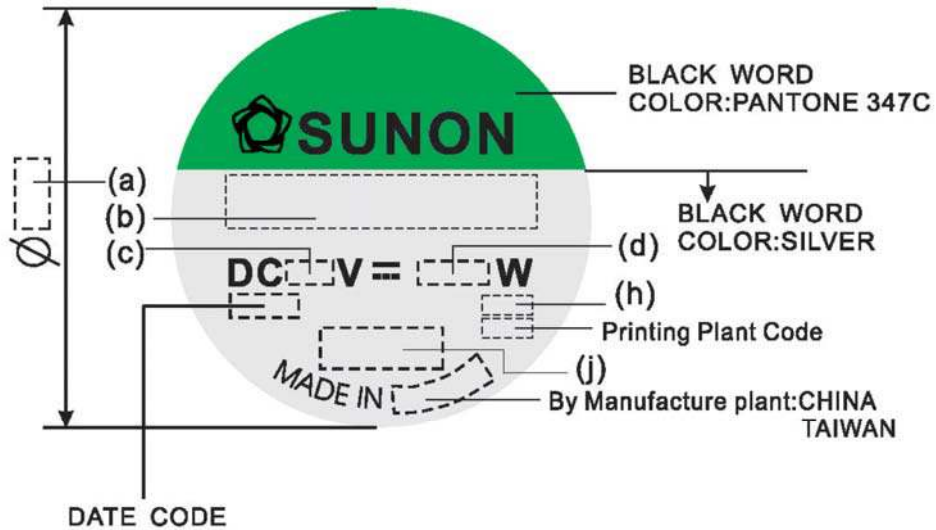 BLACK WORD
COLOR:PANTONE 347C
SUNON
(a)
(b)
BLACK WORD
COLOR:SILVER
(c)
(d)
Ø
DC V W
(h)
Printing Plant Code
(j)
MADE IN
By Manufacture plant:CHINA
TAIWAN
DATE CODE